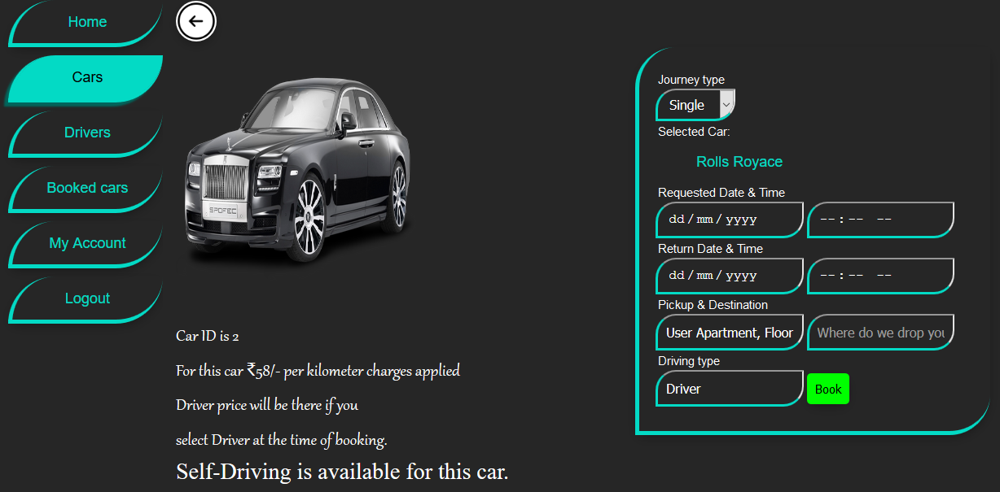 Home
Cars
Drivers
Booked cars
My Account
Logout
SPOFEC
Car ID is 2
For this car ₹58/- per kilometer charges applied
Driver price will be there if you
select Driver at the time of booking.
Self-Driving is available for this car.
Journey type
Single
Selected Car:
Rolls Royace
Requested Date & Time
dd / mm / yyyy -- : -- --
Return Date & Time
dd / mm / yyyy -- : -- --
Pickup & Destination
User Apartment, Floor Where do we drop you
Driving type
Driver Book